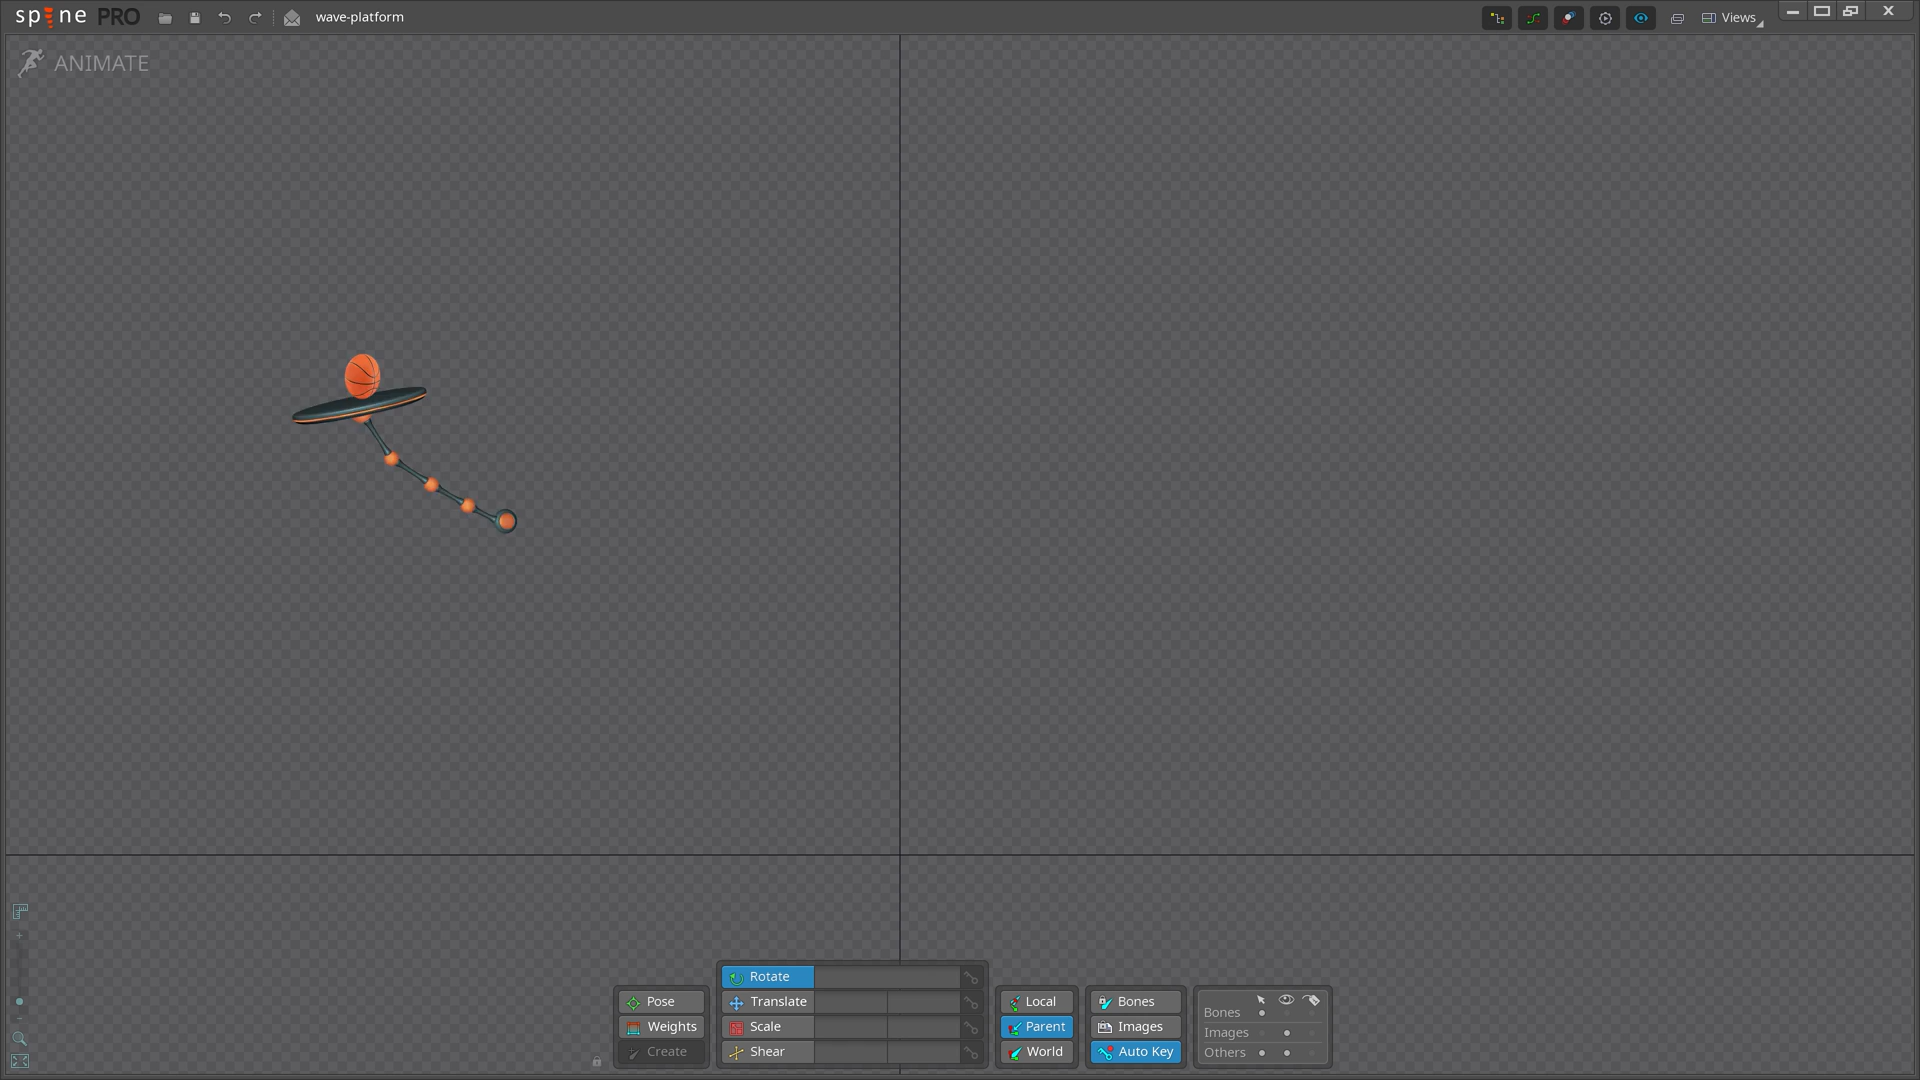 spine PRO
wave-platform
Views
ANIMATE
Rotate
Pose
Translate
Local
Bones
Weights
Scale
Parent
Images
Create
Shear
World
Auto Key
Bones
Images
Others